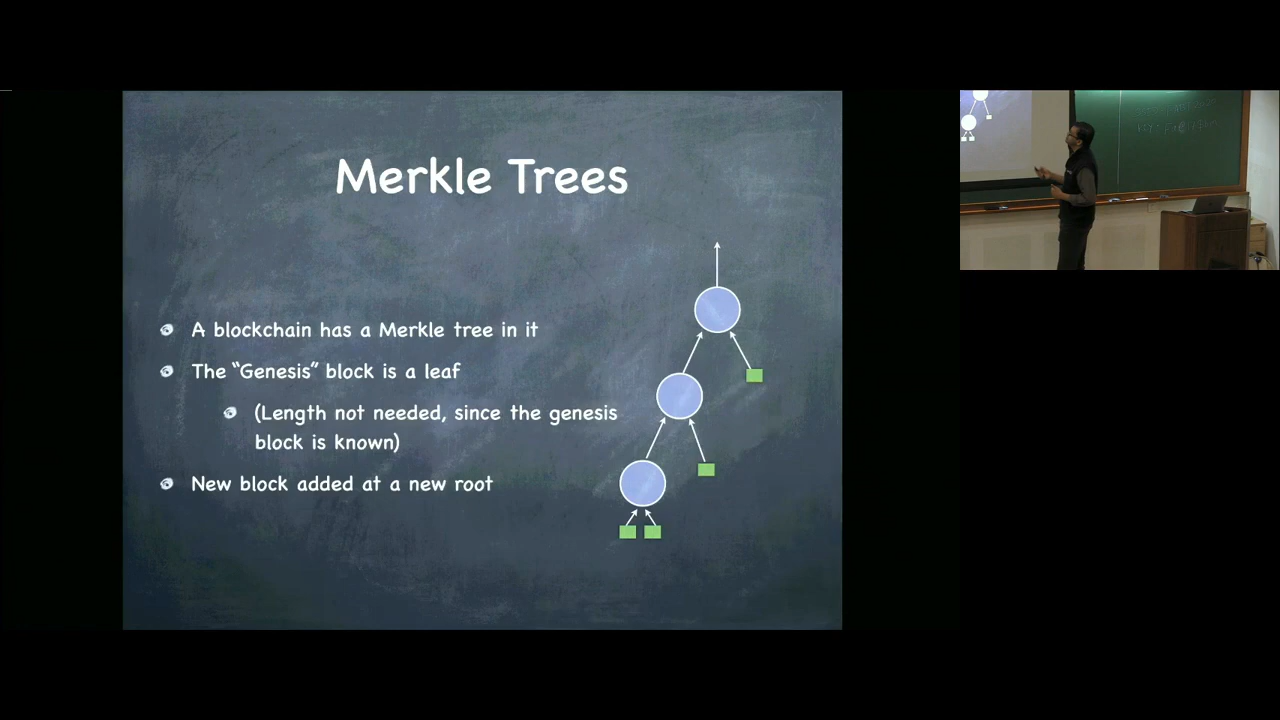 Merkle Trees
A blockchain has a Merkle tree in it
The “Genesis” block is a leaf
(Length not needed, since the genesis
block is known)
New block added at a new root